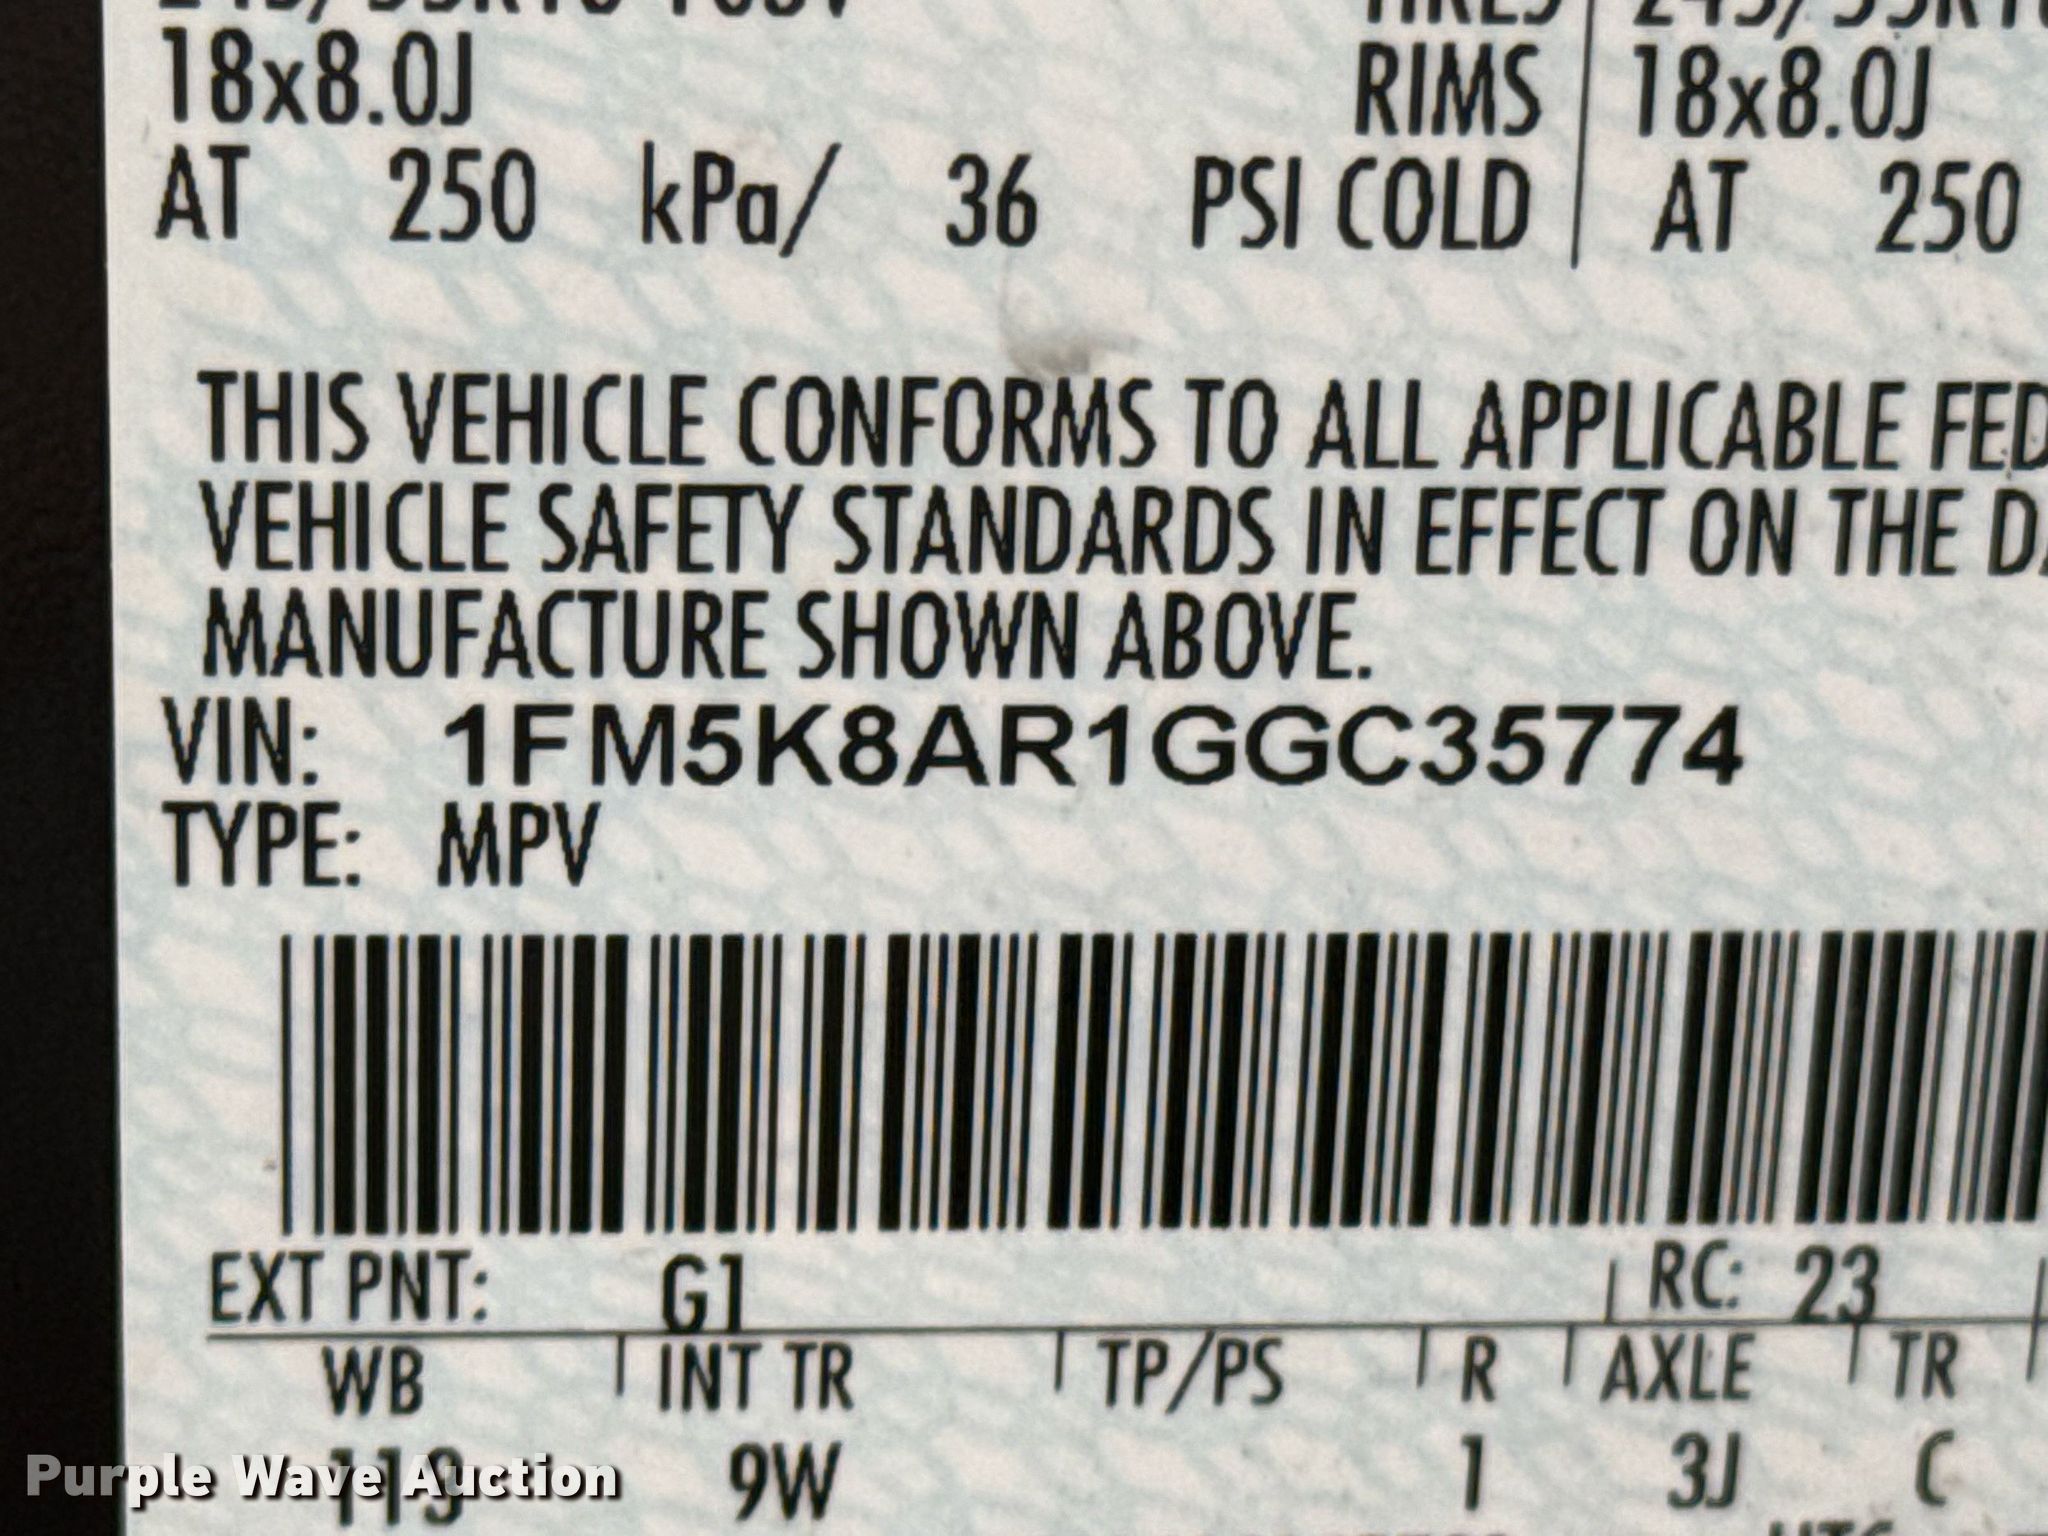 18x8.0J RIMS 18x8.0J
AT 250 kPa/ 36 PSI COLD AT 250
THIS VEHICLE CONFORMS TO ALL APPLICABLE FED
VEHICLE SAFETY STANDARDS IN EFFECT ON THE DA
MANUFACTURE SHOWN ABOVE.
VIN: 1FM5K8AR1GGC35774
TYPE: MPV
EXT PNT: G1 RC: 23
WB INT TR TP/PS R AXLE TR
113 9W 1 3J C
Purple Wave Auction